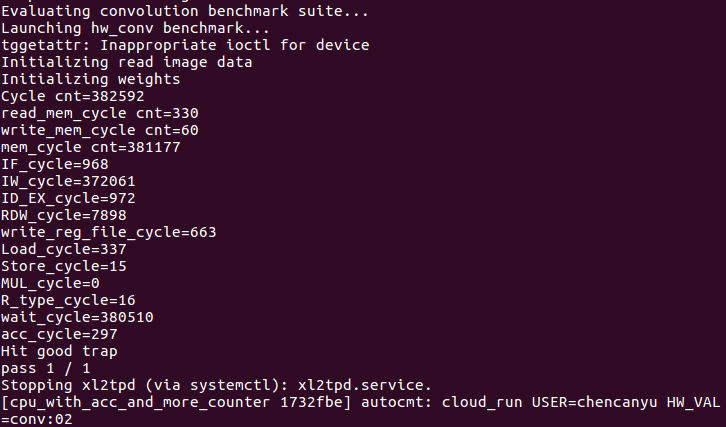 Evaluating convolution benchmark suite...
Launching hw_conv benchmark...
tggetattr: Inappropriate ioctl for device
Initializing read image data
Initializing weights
Cycle cnt=382592
read_mem_cycle cnt=330
write_mem_cycle cnt=60
mem_cycle cnt=381177
IF_cycle=968
IW_cycle=372061
ID_EX_cycle=972
RDW_cycle=7898
write_reg_file_cycle=663
Load_cycle=337
Store_cycle=15
MUL_cycle=0
R_type_cycle=16
wait_cycle=380510
acc_cycle=297
Hit good trap
pass 1 / 1
Stopping xl2tpd (via systemctl): xl2tpd.service.
[cpu_with_acc_and_more_counter 1732fbe] autocmt: cloud_run USER=chencanyu HW_VAL
=conv:02